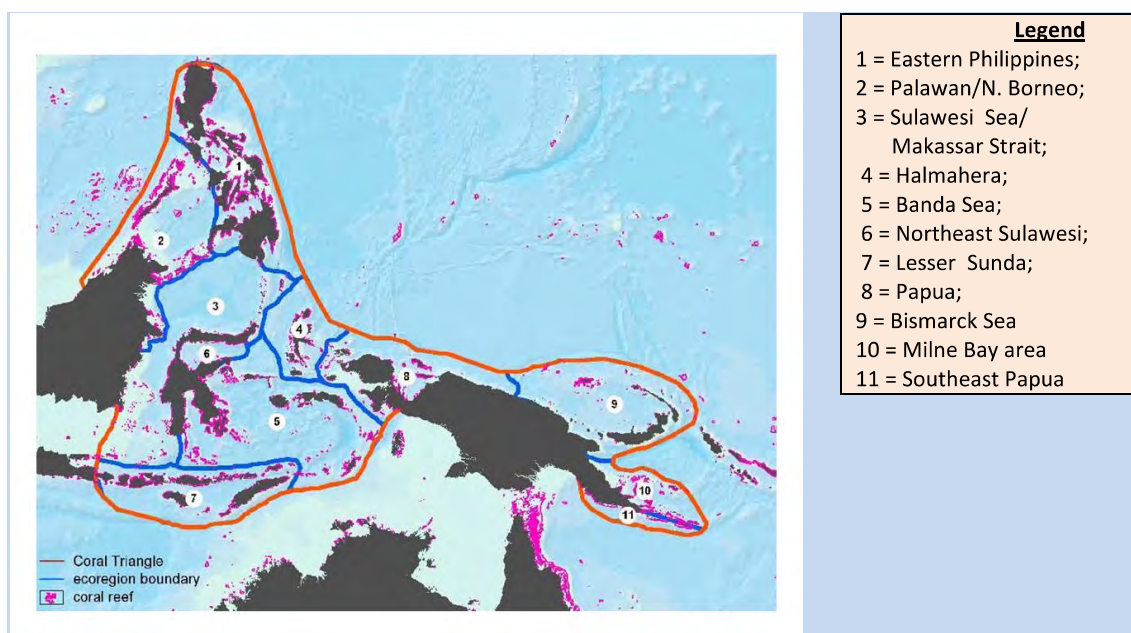 Legend
1 = Eastern Philippines;
2 = Palawan/N. Borneo;
3 = Sulawesi Sea/
Makassar Strait;
4 = Halmahera;
5 = Banda Sea;
6 = Northeast Sulawesi;
7 = Lesser Sunda;
8 = Papua;
9 = Bismarck Sea
10 = Milne Bay area
11 = Southeast Papua
1
2
3
4
6
8
9
5
7
10
11
Coral Triangle
ecoregion boundary
coral reef